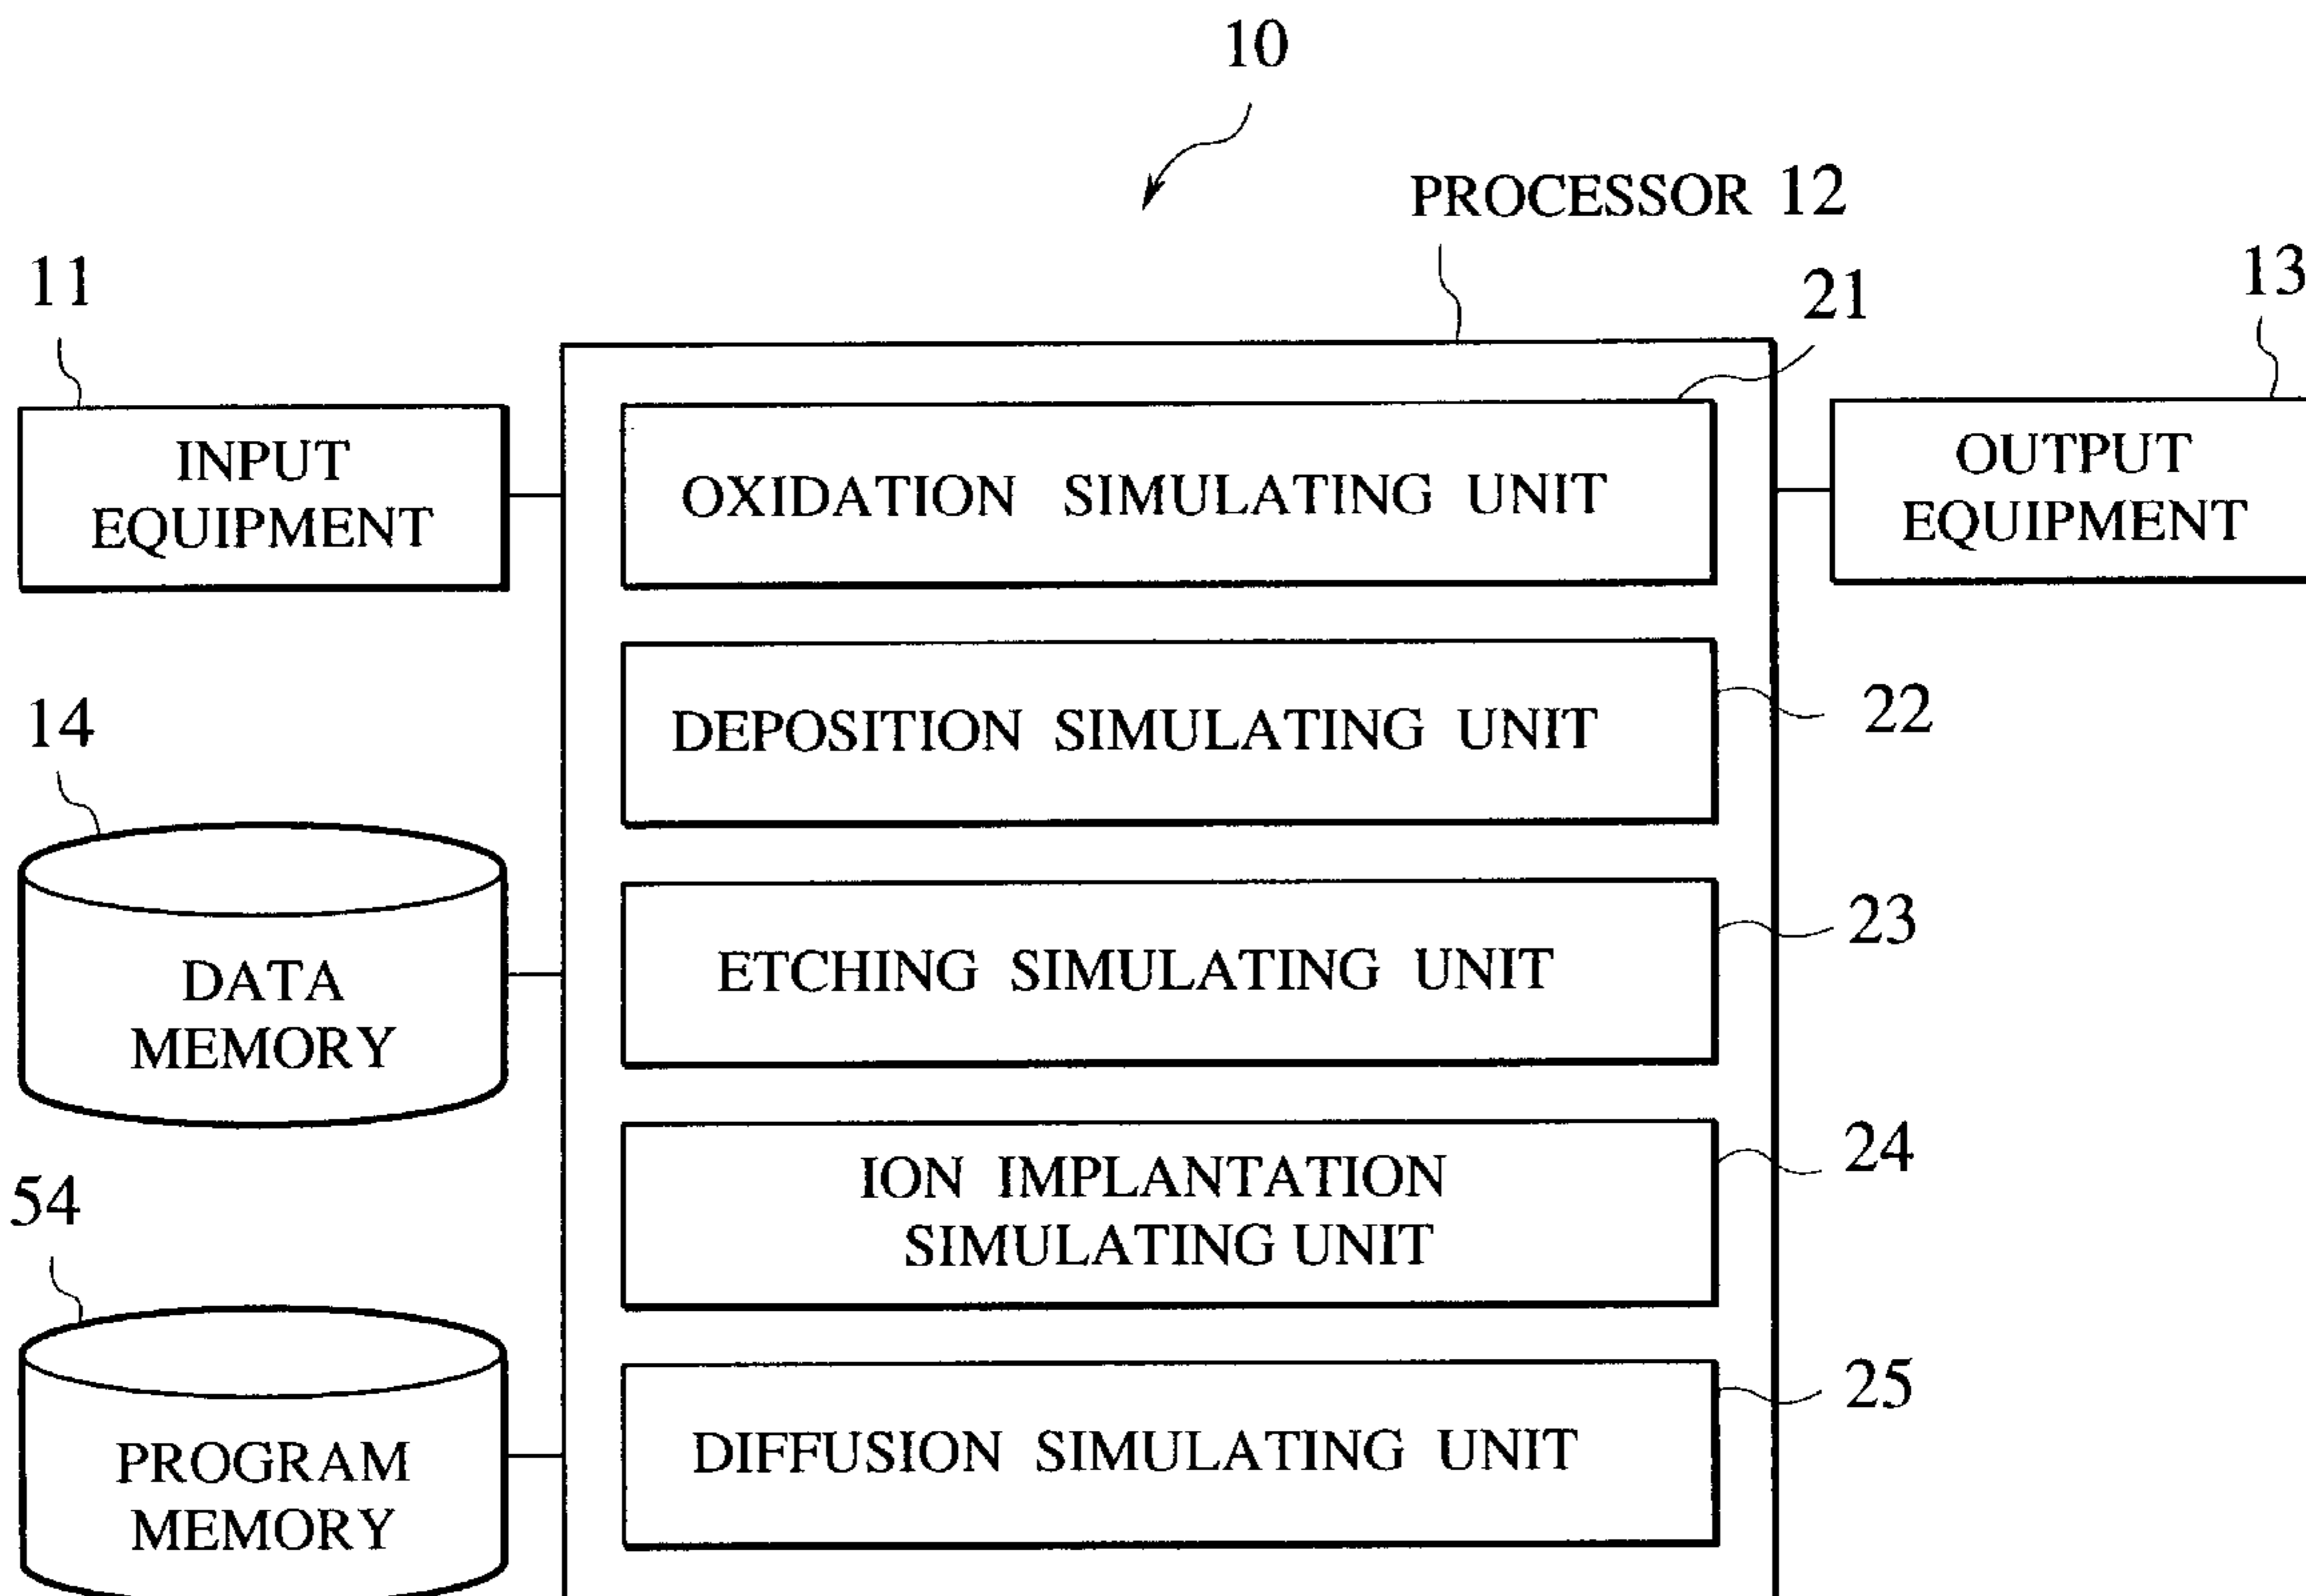 10
PROCESSOR 12
11
21
13
INPUT
EQUIPMENT
OXIDATION SIMULATING UNIT
OUTPUT
EQUIPMENT
14
DEPOSITION SIMULATING UNIT
22
DATA
MEMORY
ETCHING SIMULATING UNIT
23
54
ION IMPLANTATION
SIMULATING UNIT
24
PROGRAM
MEMORY
DIFFUSION SIMULATING UNIT
25